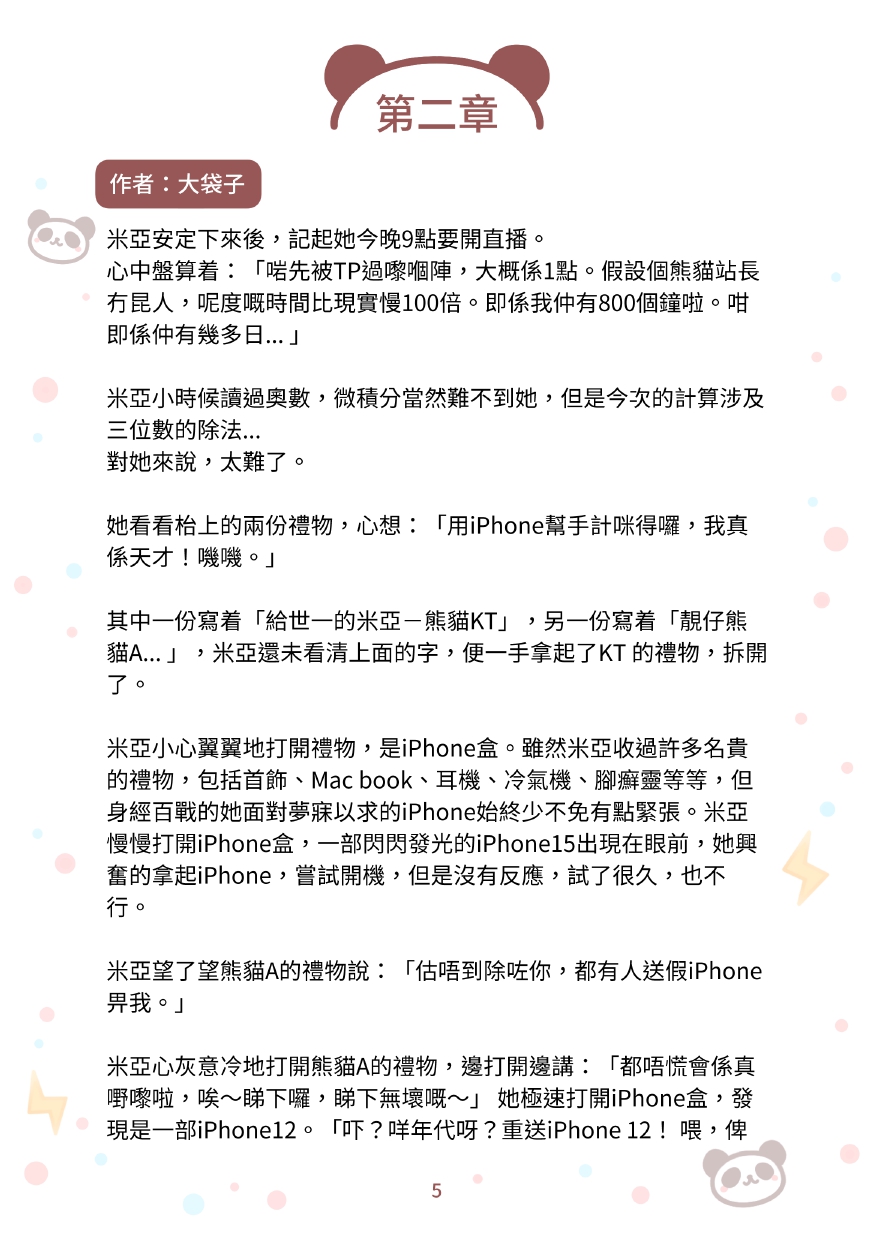 第二章
作者：大袋子
米亞安定下來後，記起她今晚9點要開直播。
心中盤算着：「啱先被TP過嚟嗰陣，大概係1點。假設個熊貓站長
冇昆人，呢度嘅時間比現實慢100倍。即係我仲有800個鐘啦。咁
即係仲有幾多日... 」
米亞小時候讀過奧數，微積分當然難不到她，但是今次的計算涉及
三位數的除法...
對她來說，太難了。
她看看枱上的兩份禮物，心想：「用iPhone幫手計咪得囉，我真
係天才！嘰嘰。」
其中一份寫着「給世一的米亞－熊貓KT」，另一份寫着「靚仔熊
貓A... 」，米亞還未看清上面的字，便一手拿起了KT 的禮物，拆開
了。
米亞小心翼翼地打開禮物，是iPhone盒。雖然米亞收過許多名貴
的禮物，包括首飾、Mac book、耳機、冷氣機、腳癬靈等等，但
身經百戰的她面對夢寐以求的iPhone始終少不免有點緊張。米亞
慢慢打開iPhone盒，一部閃閃發光的iPhone15出現在眼前，她興
奮的拿起iPhone，嘗試開機，但是沒有反應，試了很久，也不
行。
米亞望了望熊貓A的禮物說：「估唔到除咗你，都有人送假iPhone
畀我。」
米亞心灰意冷地打開熊貓A的禮物，邊打開邊講：「都唔慌會係真
嘢嚟啦，唉～睇下囉，睇下無壞嘅～」 她極速打開iPhone盒，發
現是一部iPhone12。「吓？咩年代呀？重送iPhone 12！ 喂，俾
5